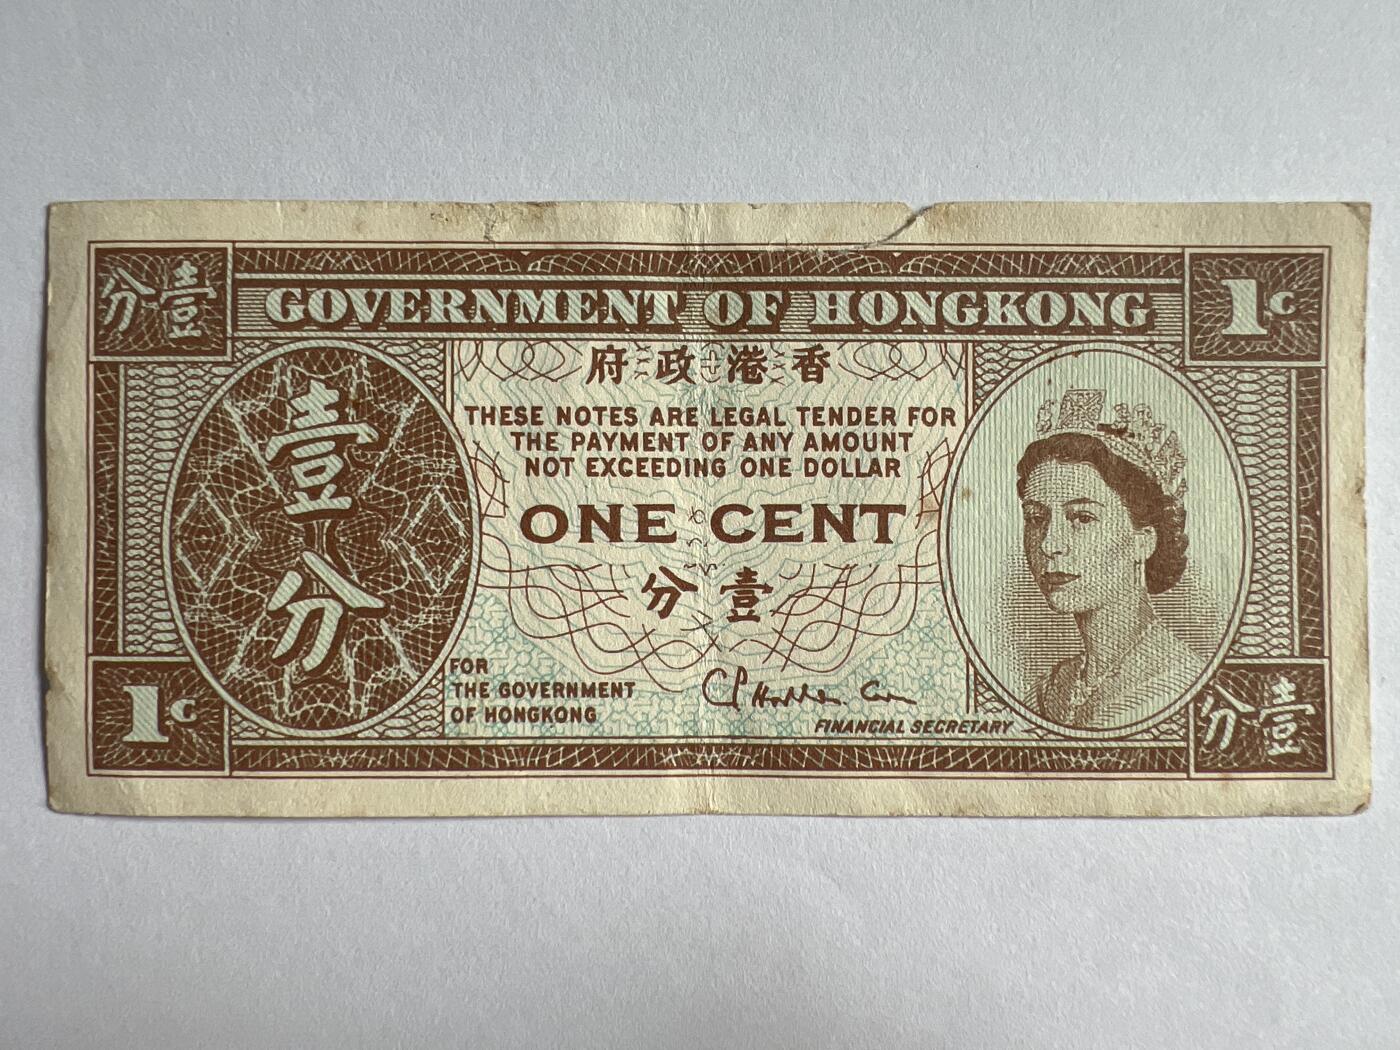 分壹
GOVERNMENT OF HONGKONG
1c
府政港香
壹
分
THESE NOTES ARE LEGAL TENDER FOR
THE PAYMENT OF ANY AMOUNT
NOT EXCEEDING ONE DOLLAR
ONE CENT
分壹
FOR
THE GOVERNMENT
OF HONGKONG
FINANCIAL SECRETARY
1c
分壹